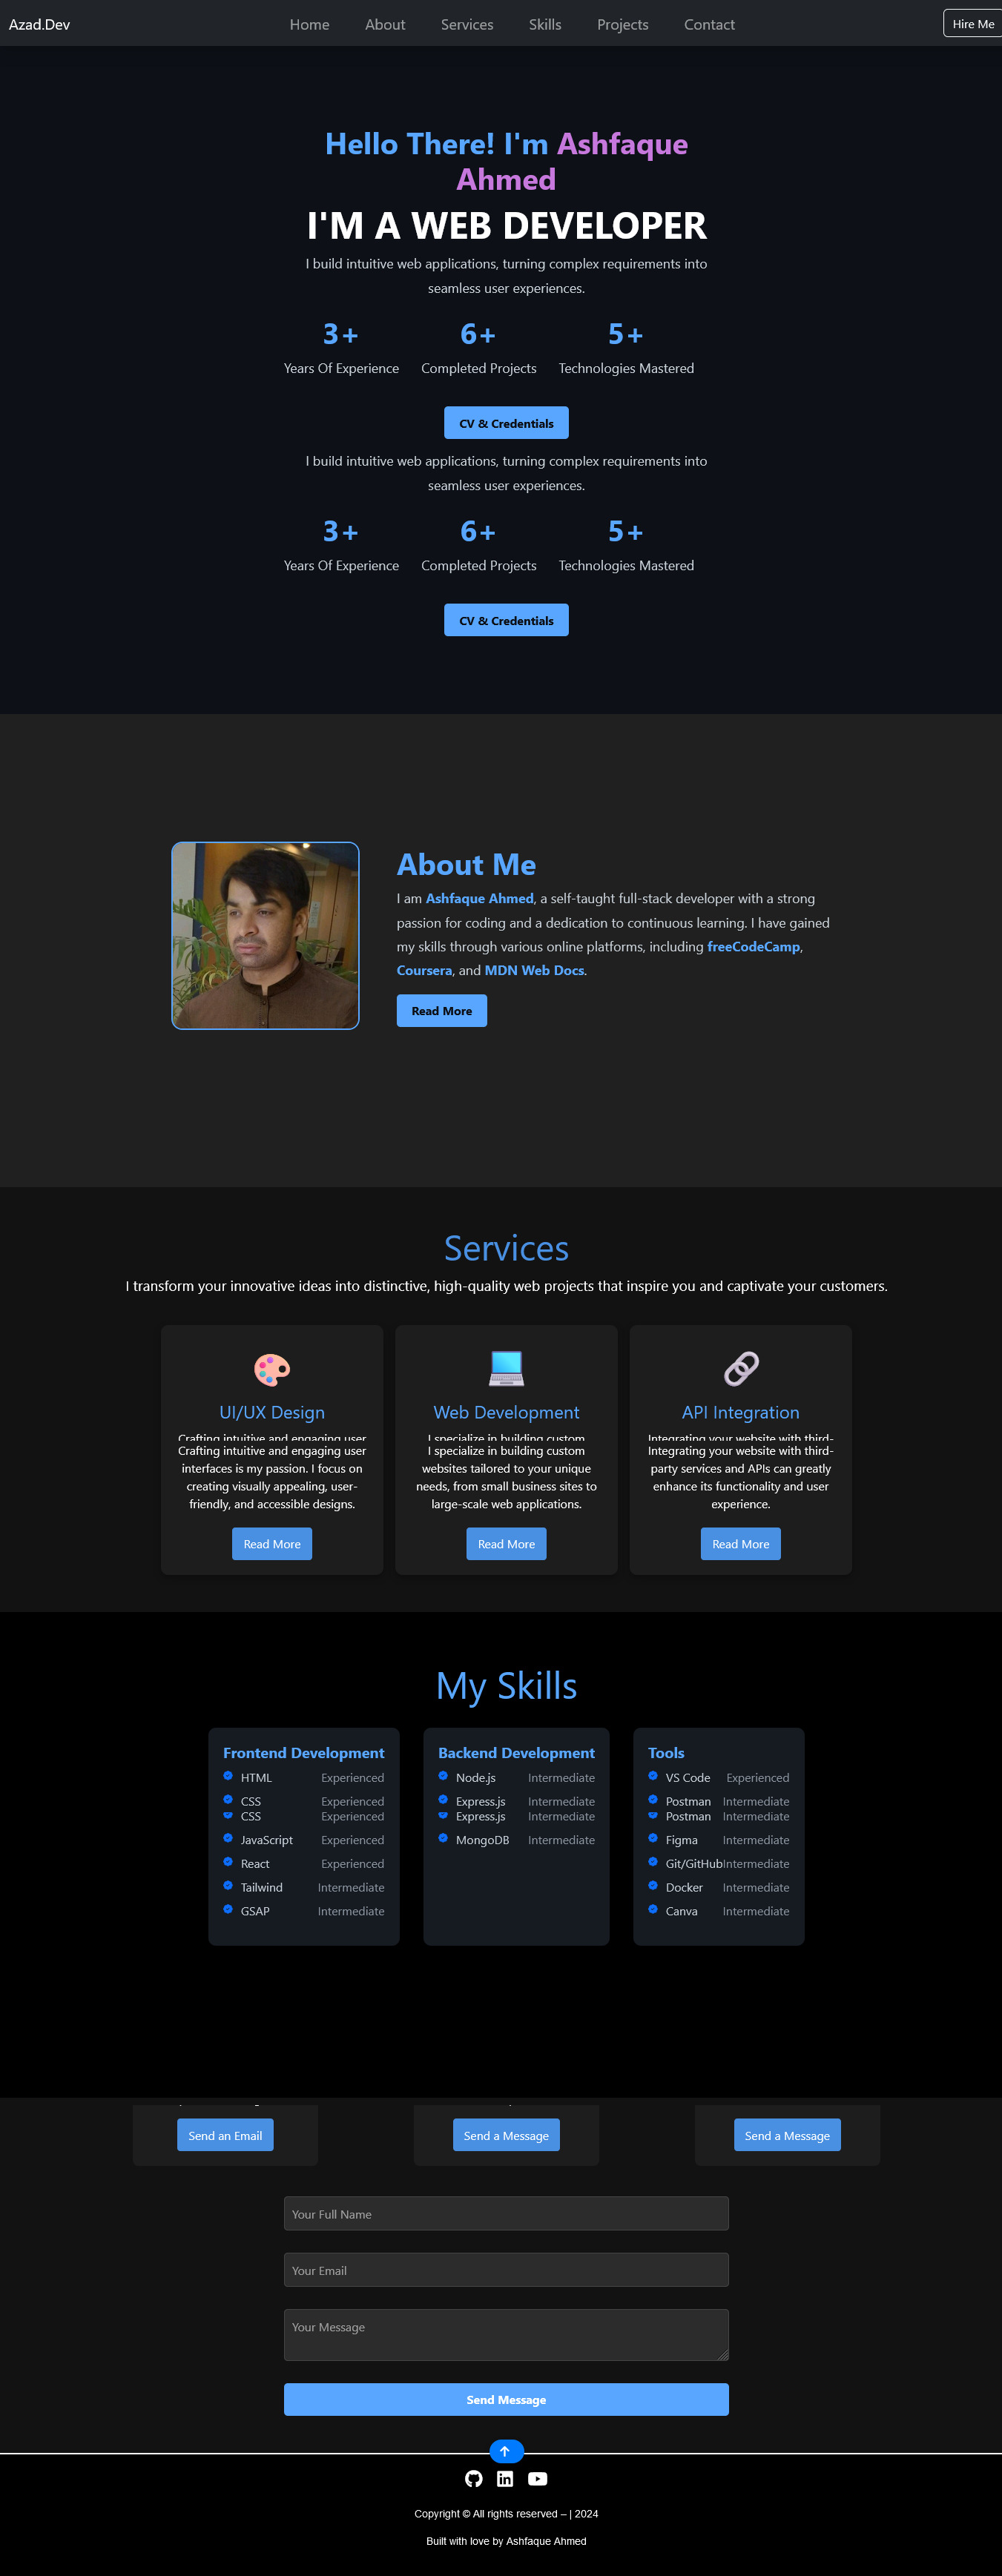 Azad.Dev
Home
About
Services
Skills
Projects
Contact
Hire Me
Hello There! I'm Ashfaque
Ahmed
I'M A WEB DEVELOPER
I build intuitive web applications, turning complex requirements into
seamless user experiences.
3+
6+
5+
Years Of Experience
Completed Projects
Technologies Mastered
CV & Credentials
I build intuitive web applications, turning complex requirements into
seamless user experiences.
3+
6+
5+
Years Of Experience
Completed Projects
Technologies Mastered
CV & Credentials
About Me
I am Ashfaque Ahmed, a self-taught full-stack developer with a strong
passion for coding and a dedication to continuous learning. I have gained
my skills through various online platforms, including freeCodeCamp,
Coursera, and MDN Web Docs.
Read More
Services
I transform your innovative ideas into distinctive, high-quality web projects that inspire you and captivate your customers.
UI/UX Design
Crafting intuitive and engaging user
Crafting intuitive and engaging user
interfaces is my passion. I focus on
creating visually appealing, user-
friendly, and accessible designs.
Read More
Web Development
I specialize in building custom
I specialize in building custom
websites tailored to your unique
needs, from small business sites to
large-scale web applications.
Read More
API Integration
Integrating your website with third-
Integrating your website with third-
party services and APIs can greatly
enhance its functionality and user
experience.
Read More
My Skills
Frontend Development
HTML Experienced
CSS Experienced
CSS Experienced
JavaScript Experienced
React Experienced
Tailwind Intermediate
GSAP Intermediate
Backend Development
Node.js Intermediate
Express.js Intermediate
Express.js Intermediate
MongoDB Intermediate
Tools
VS Code Experienced
Postman Intermediate
Postman Intermediate
Figma Intermediate
Git/GitHub Intermediate
Docker Intermediate
Canva Intermediate
Send an Email
Send a Message
Send a Message
Your Full Name
Your Email
Your Message
Send Message
Copyright © All rights reserved – | 2024
Built with love by Ashfaque Ahmed